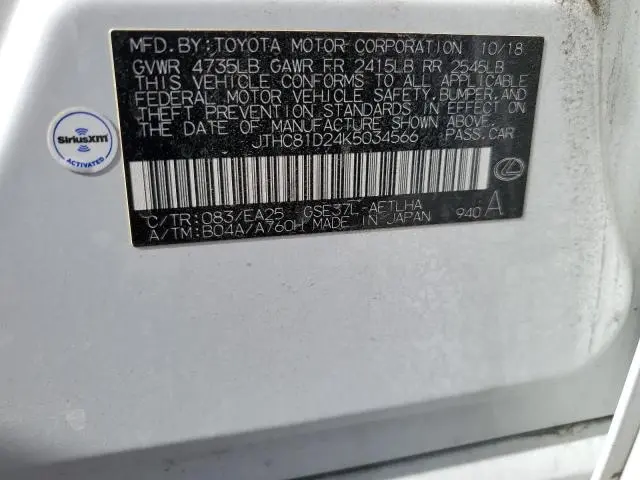 MFD.BY:TOYOTA MOTOR CORPORATION 10/18
GVWR 4735LB GAWR FR 2415LB RR 2545LB
THIS VEHICLE CONFORMS TO ALL APPLICABLE
FEDERAL MOTOR VEHICLE SAFETY,BUMPER,AND
THEFT PREVENTION STANDARDS IN EFFECT ON
THE DATE OF MANUFACTURE SHOWN ABOVE.
JTHC81D24K5034566 PASS.CAR
C/TR:083/EA25 GSE37L-AETLHA
A/TM:B04A/A760H MADE IN JAPAN 940 A
SiriusXM
ACTIVATED